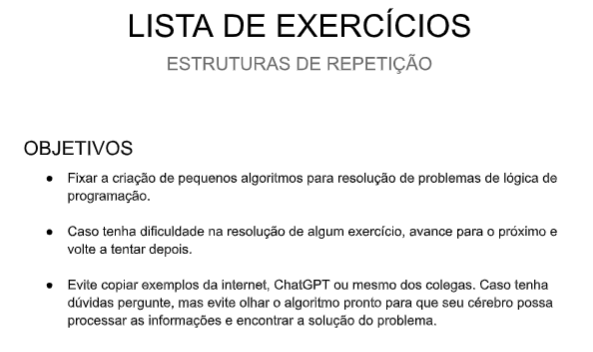 LISTA DE EXERCÍCIOS
ESTRUTURAS DE REPETIÇÃO
OBJETIVOS
● Fixar a criação de pequenos algoritmos para resolução de problemas de lógica de
programação.
● Caso tenha dificuldade na resolução de algum exercício, avance para o próximo e
volte a tentar depois.
● Evite copiar exemplos da internet, ChatGPT ou mesmo dos colegas. Caso tenha
dúvidas pergunte, mas evite olhar o algoritmo pronto para que seu cérebro possa
processar as informações e encontrar a solução do problema.